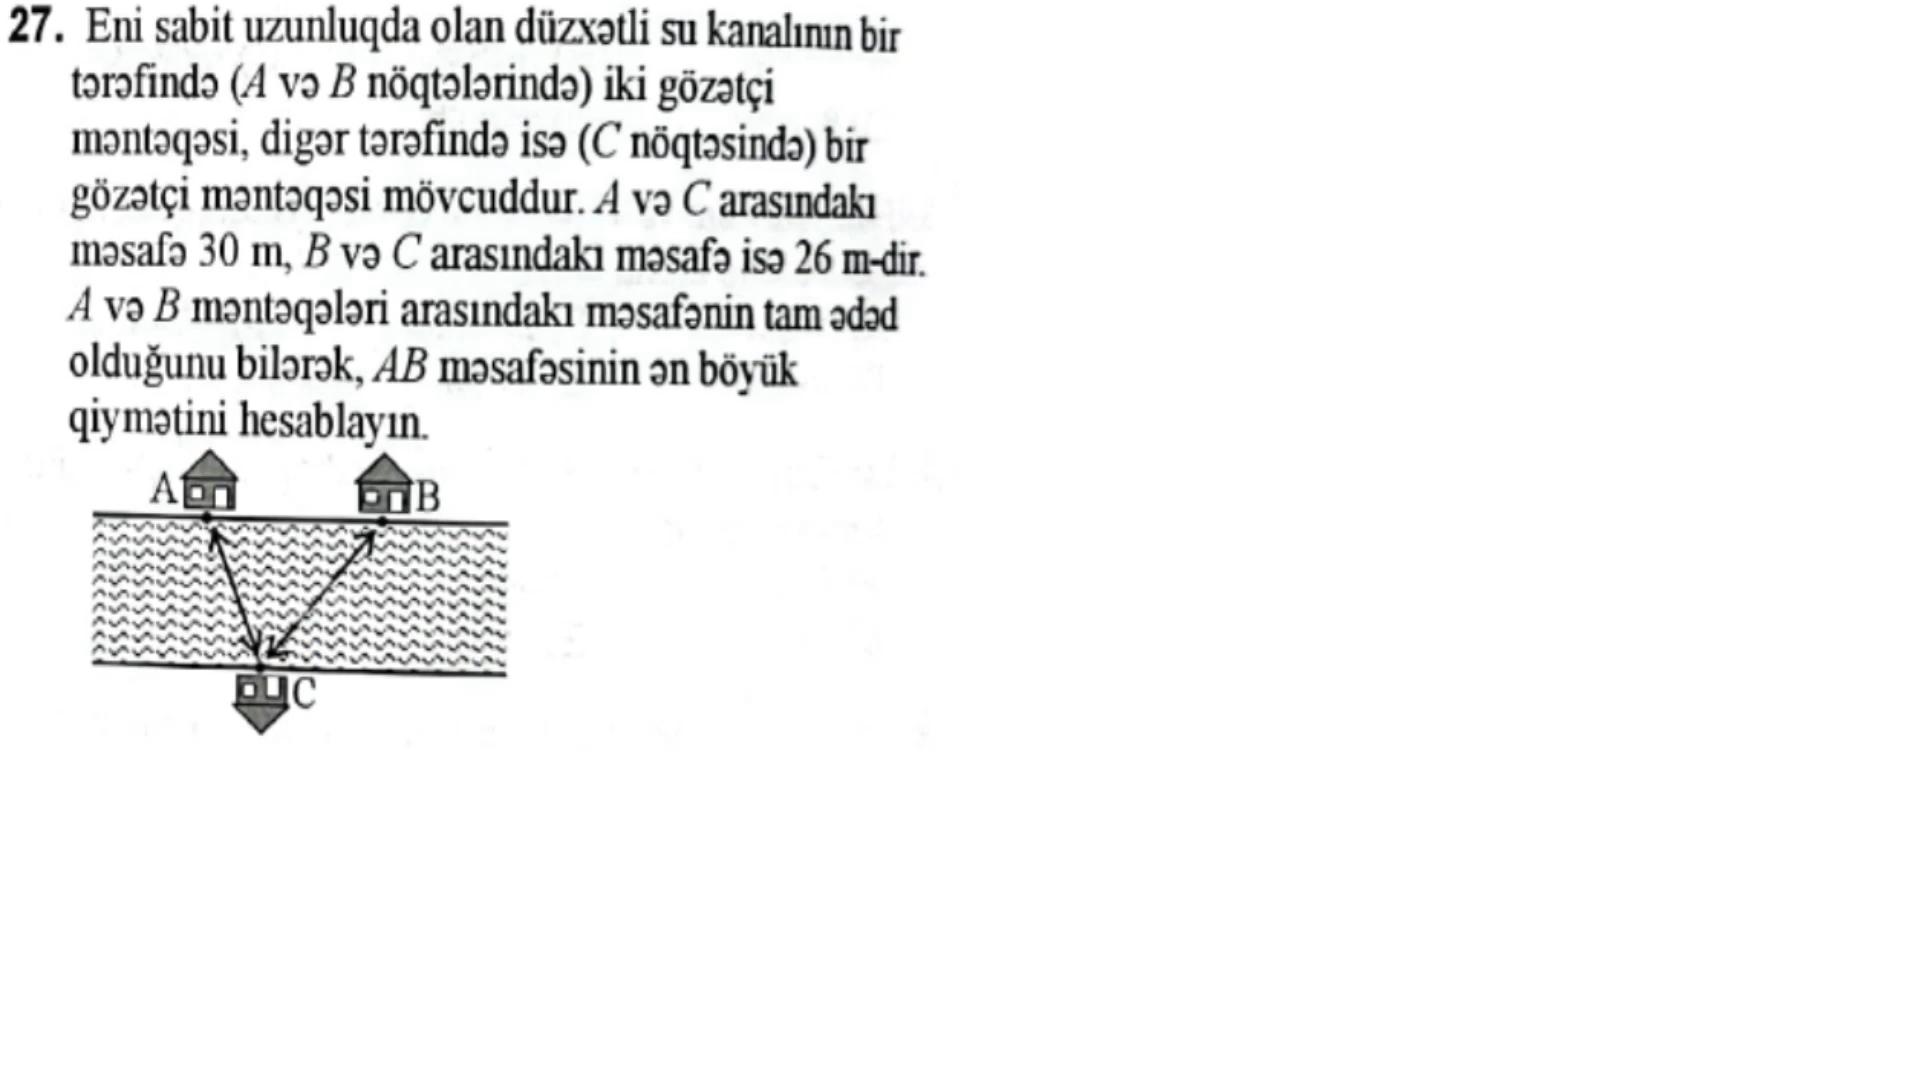 27. Eni sabit uzunluqda olan düzxətli su kanalının bir
tərəfində (A və B nöqtələrində) iki gözətçi
məntəqəsi, digər tərəfində isə (C nöqtəsində) bir
gözətçi məntəqəsi mövcuddur. A və C arasındakı
məsafə 30 m, B və C arasındakı məsafə isə 26 m-dir.
A və B məntəqələri arasındakı məsafənin tam ədəd
olduğunu bilərək, AB məsafəsinin ən böyük
qiymətini hesablayın.
A
B
C